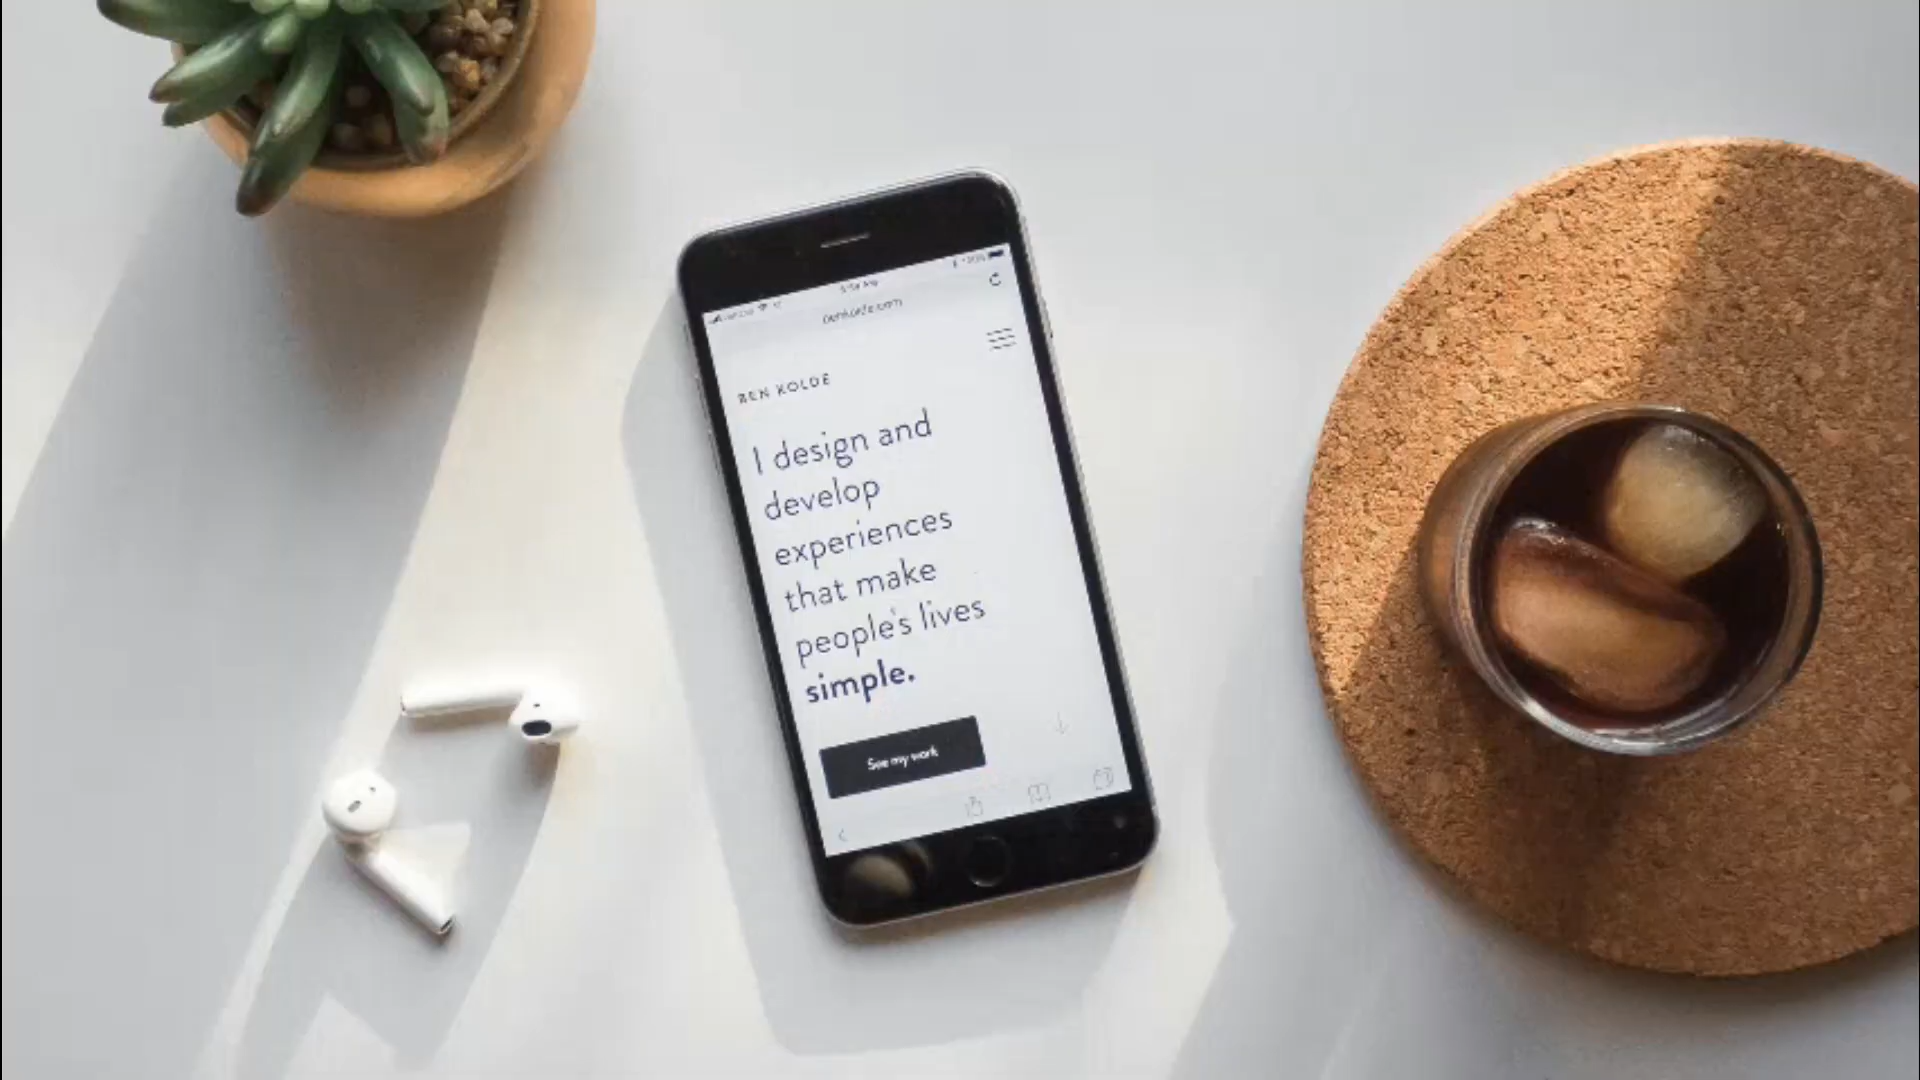 BEN KOLDE
I design and
develop
experiences
that make
people's lives
simple.
See my work